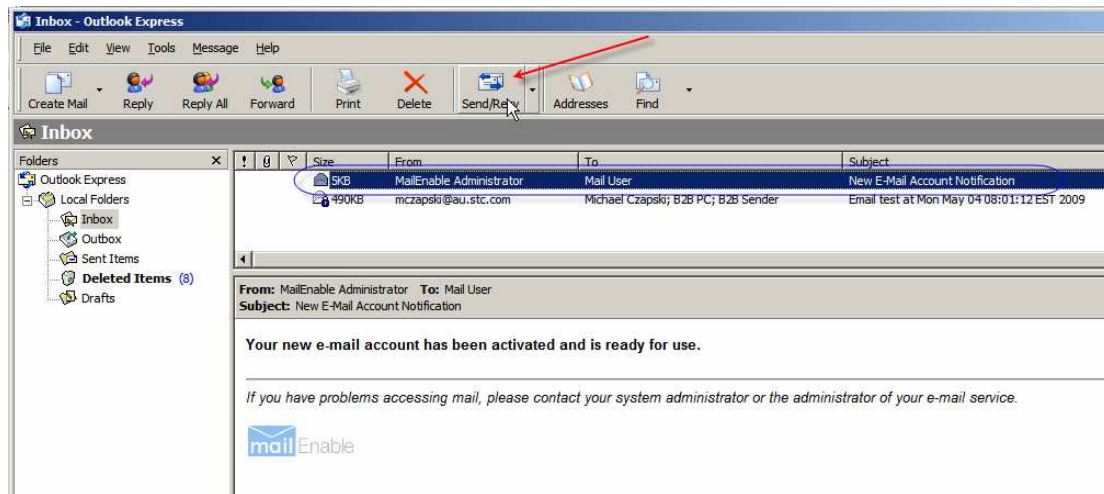 Inbox - Outlook Express
File Edit View Tools Message Help
Create Mail Reply Reply All Forward Print Delete Send/Recv Addresses Find
Inbox
Folders X ! Size From To Subject
Outlook Express 5KB MailEnable Administrator Mail User New E-Mail Account Notification
Local Folders 490KB mczapski@au.stc.com Michael Czapski; B2B PC; B2B Sender Email test at Mon May 04 08:01:12 EST 2009
Inbox
Outbox
Sent Items
Deleted Items (8)
Drafts
From: MailEnable Administrator To: Mail User
Subject: New E-Mail Account Notification
Your new e-mail account has been activated and is ready for use.
If you have problems accessing mail, please contact your system administrator or the administrator of your e-mail service.
mailEnable